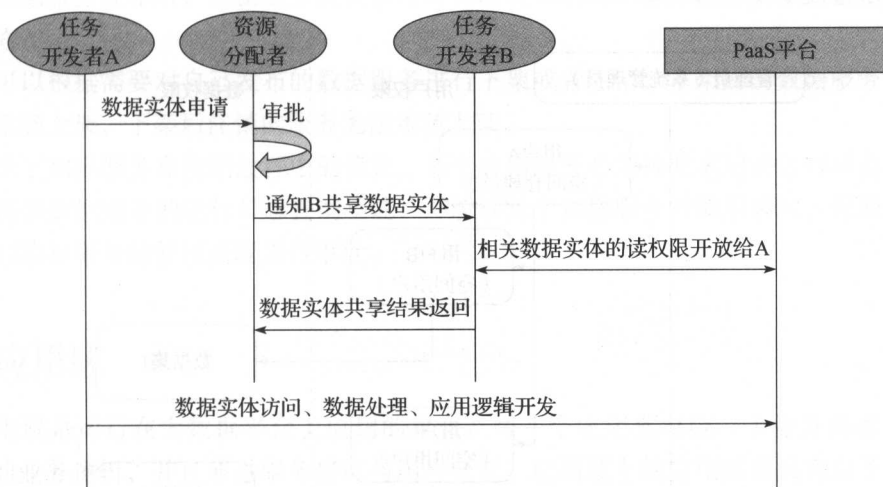 任务
开发者A
资源
分配者
任务
开发者B
PaaS平台
数据实体申请
审批
通知B共享数据实体
相关数据实体的读权限开放给A
数据实体共享结果返回
数据实体访问、数据处理、应用逻辑开发